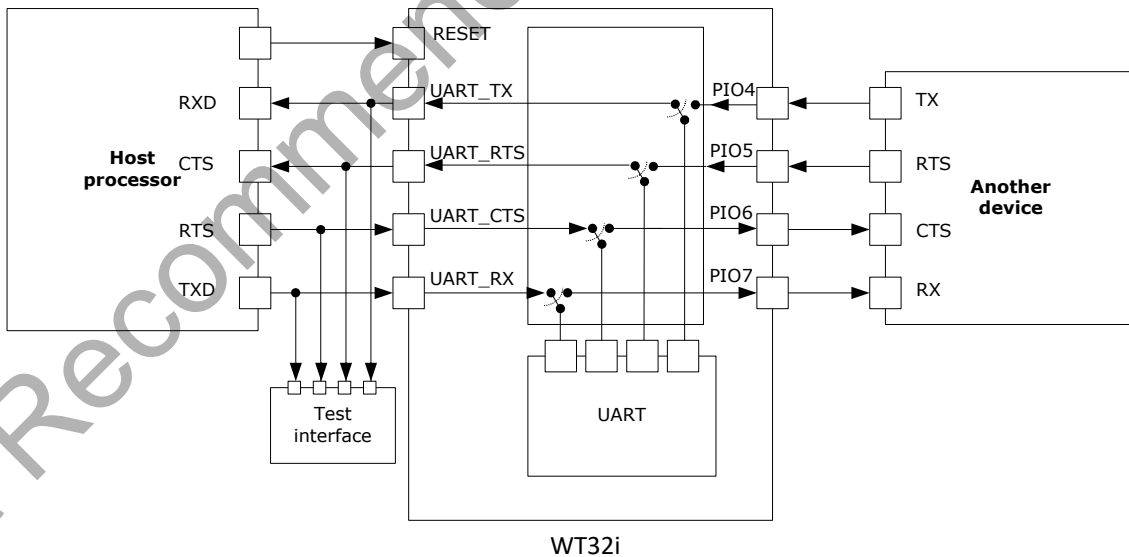 RESET
RXD
UART_TX
PIO4
TX
Host
processor
CTS
UART_RTS
PIO5
RTS
Another
device
RTS
UART_CTS
PIO6
CTS
TXD
UART_RX
PIO7
RX
Test
interface
UART
WT32i
Recommen